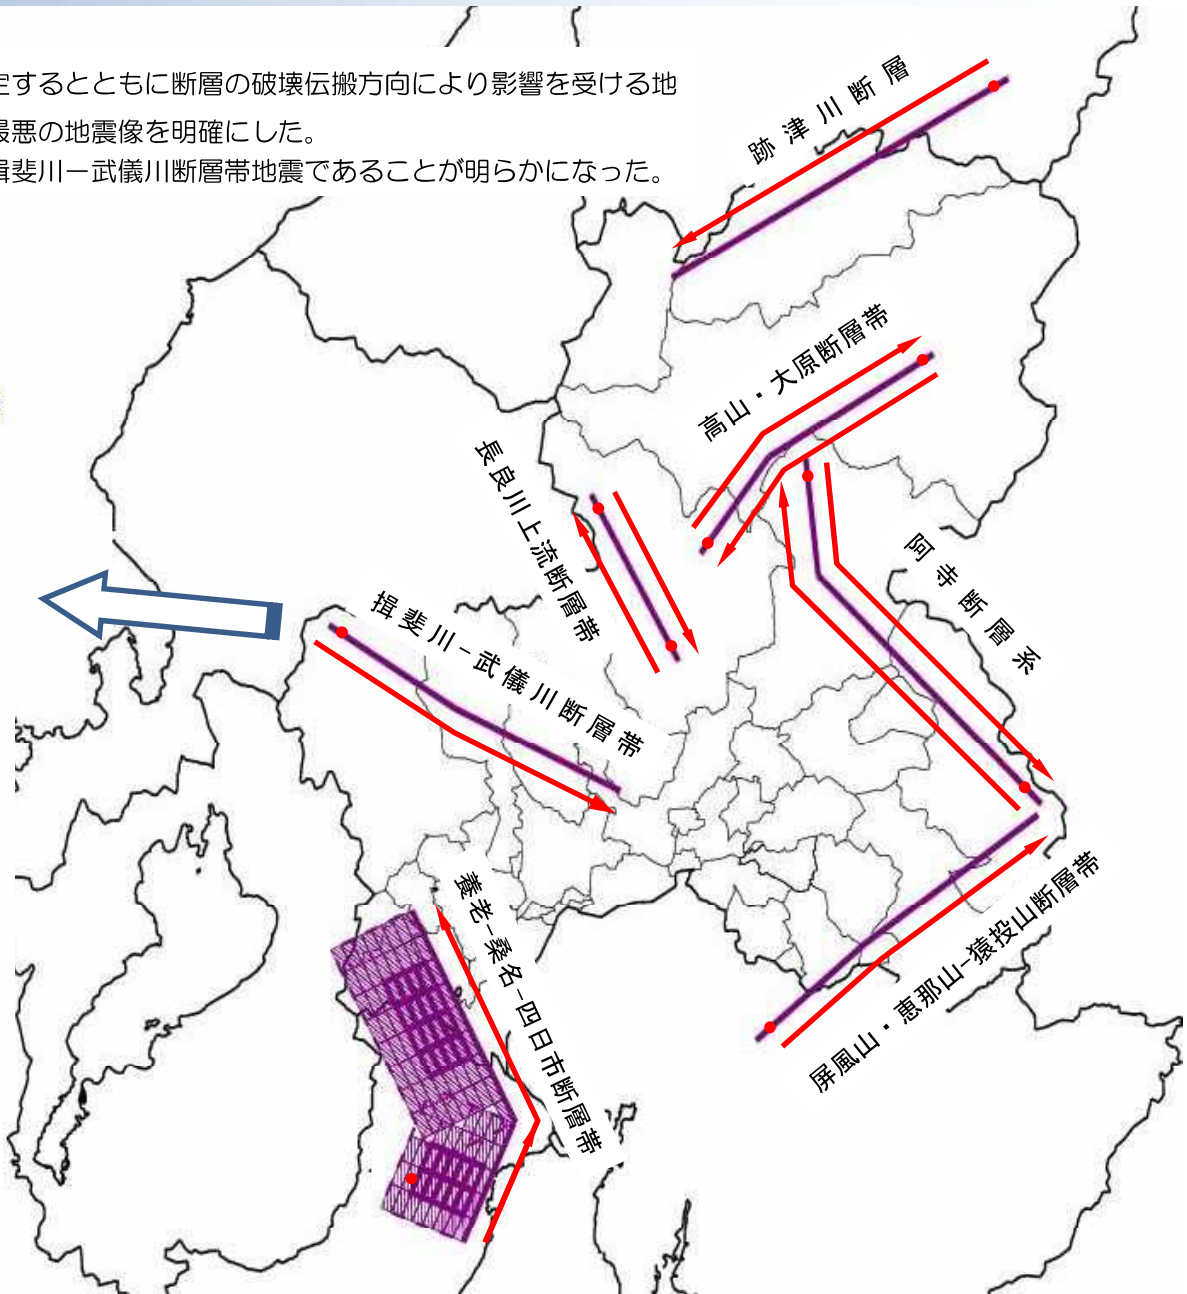 定するとともに断層の破壊伝搬方向により影響を受ける地
最悪の地震像を明確にした。
揖斐川ー武儀川断層帯地震であることが明らかになった。
跡津川断層
高山・大原断層帯
長良川上流断層帯
阿寺断層系
揖斐川-武儀川断層帯
養老-桑名-四日市断層帯
屏風山・恵那山-猿投山断層帯